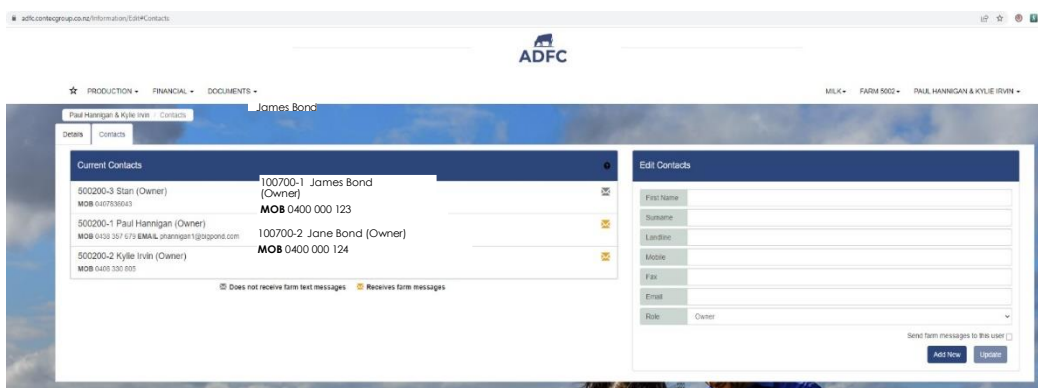 adfc.contecgroup.co.nz/Information/Edit#Contacts
ADFC
PRODUCTION FINANCIAL DOCUMENTS MILK FARM 5002 PAUL HANNIGAN & KYLIE IRVIN
James Bond
Paul Hannigan & Kylie Irvin / Contacts
Details Contacts
Current Contacts
500200-3 Stan (Owner)
MOB 0407836043
100700-1 James Bond
(Owner)
MOB 0400 000 123
500200-1 Paul Hannigan (Owner)
MOB 0438 357 679 EMAIL phannigan1@bigpond.com
100700-2 Jane Bond (Owner)
MOB 0400 000 124
500200-2 Kylie Irvin (Owner)
MOB 0408 330 805
Does not receive farm text messages Receives farm messages
Edit Contacts
First Name
Surname
Landline
Mobile
Fax
Email
Role Owner
Send farm messages to this user
Add New Update